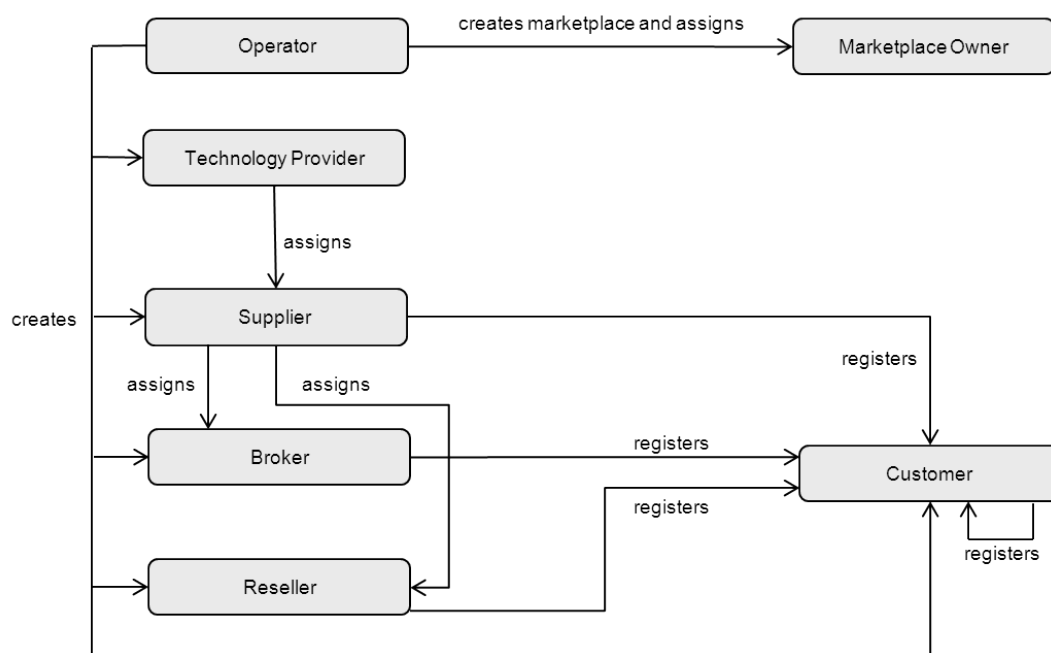 creates marketplace and assigns
Operator
Marketplace Owner
Technology Provider
assigns
Supplier
creates
registers
assigns
assigns
Broker
registers
Customer
registers
registers
Reseller